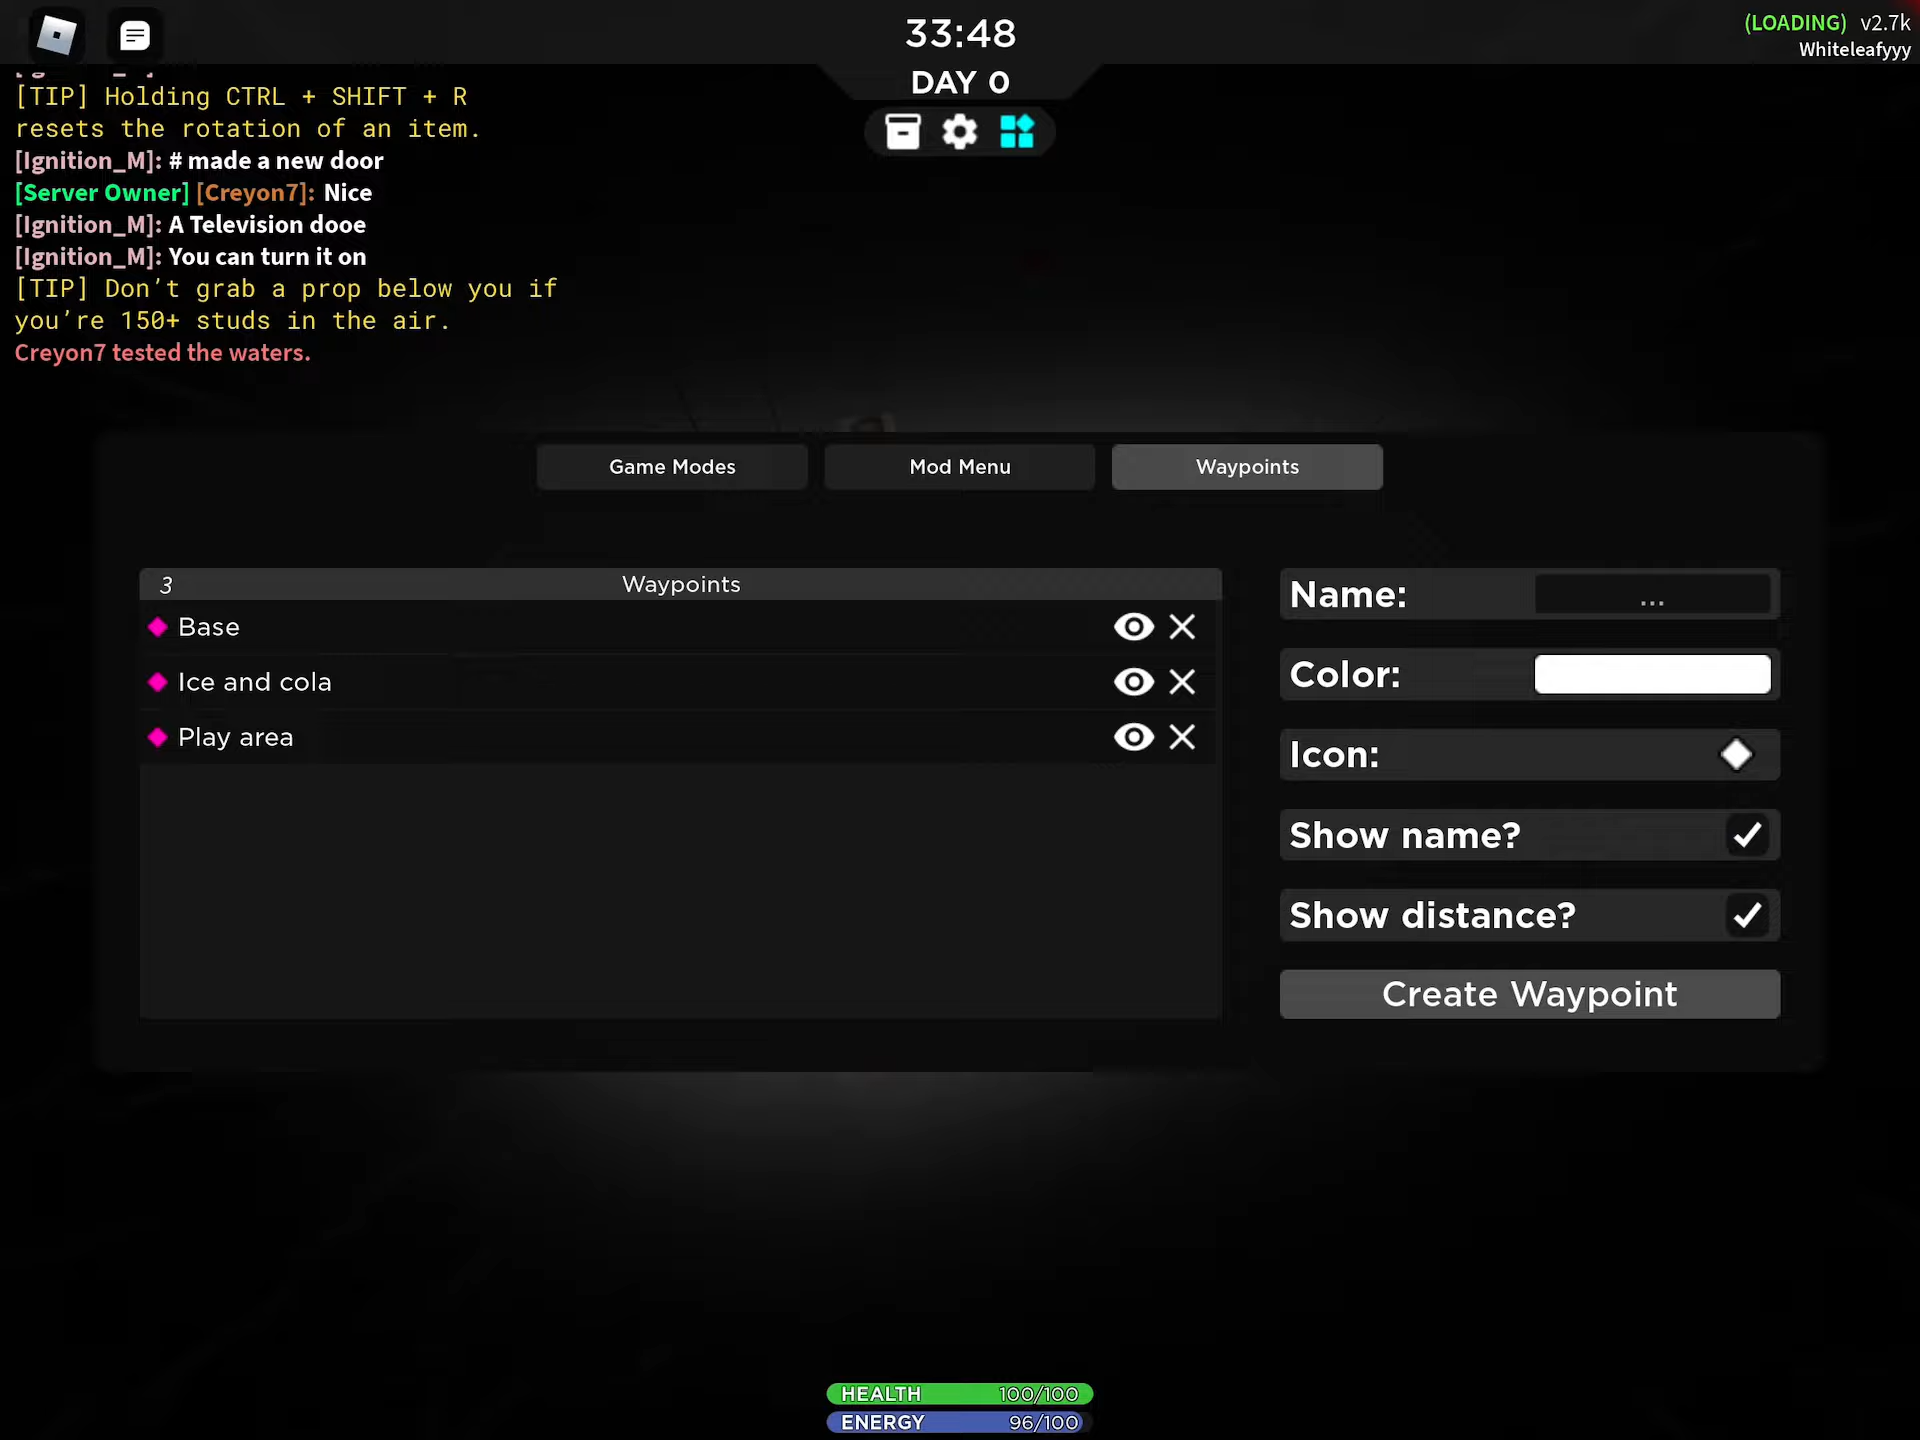 33:48
DAY 0
(LOADING) v2.7k
Whiteleafyyy
[TIP] Holding CTRL + SHIFT + R
resets the rotation of an item.
[Ignition_M]: # made a new door
[Server Owner] [Creyon7]: Nice
[Ignition_M]: A Television dooe
[Ignition_M]: You can turn it on
[TIP] Don't grab a prop below you if
you're 150+ studs in the air.
Creyon7 tested the waters.
Game Modes
Mod Menu
Waypoints
3 Waypoints
Base
Ice and cola
Play area
Name: ...
Color:
Icon:
Show name?
Show distance?
Create Waypoint
HEALTH 100/100
ENERGY 96/100